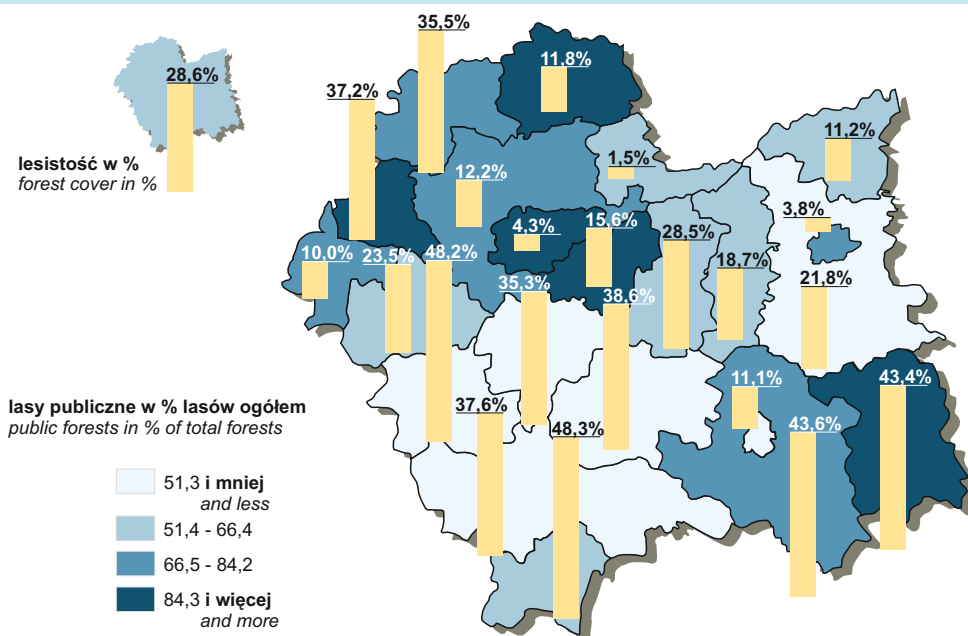 35,5%
11,8%
28,6%
37,2%
11,2%
lesistość w %
forest cover in %
1,5%
12,2%
3,8%
4,3%
15,6%
28,5%
10,0%
23,5%
48,2%
18,7%
35,3%
38,6%
21,8%
11,1%
43,4%
lasy publiczne w % lasów ogółem
public forests in % of total forests
37,6%
48,3%
43,6%
51,3 i mniej
and less
51,4 - 66,4
66,5 - 84,2
84,3 i więcej
and more